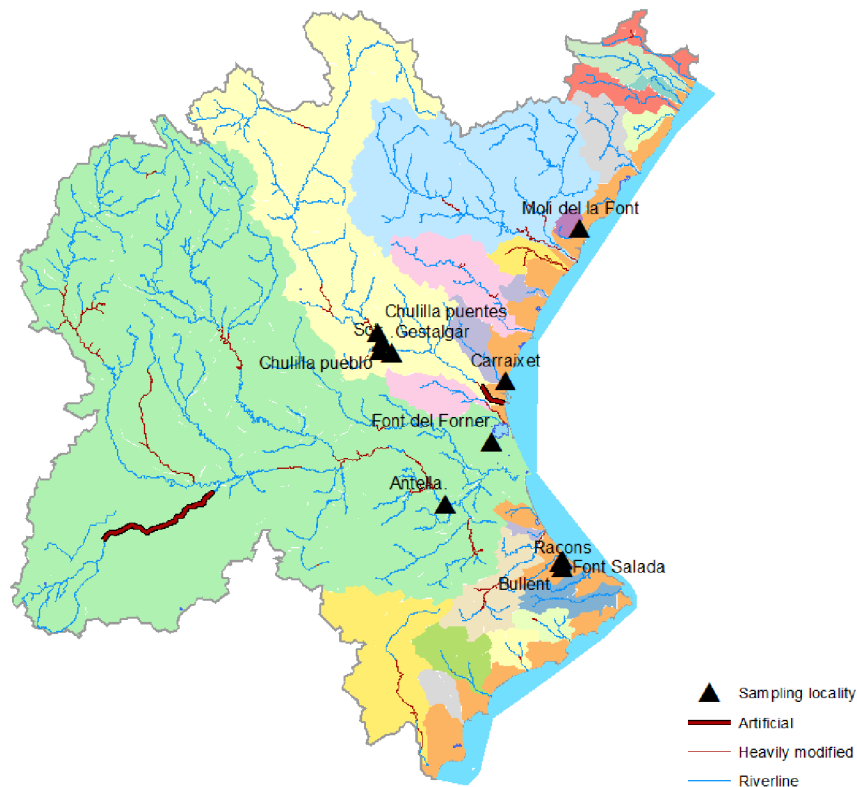 Moli del la Font
Chulilla puentes
Sot
Gestalgar
Chulilla pueblo
Carraixet
Font del Forner
Antella
Racons
Font Salada
Bullent
Sampling locality
Artificial
Heavily modified
Riverline